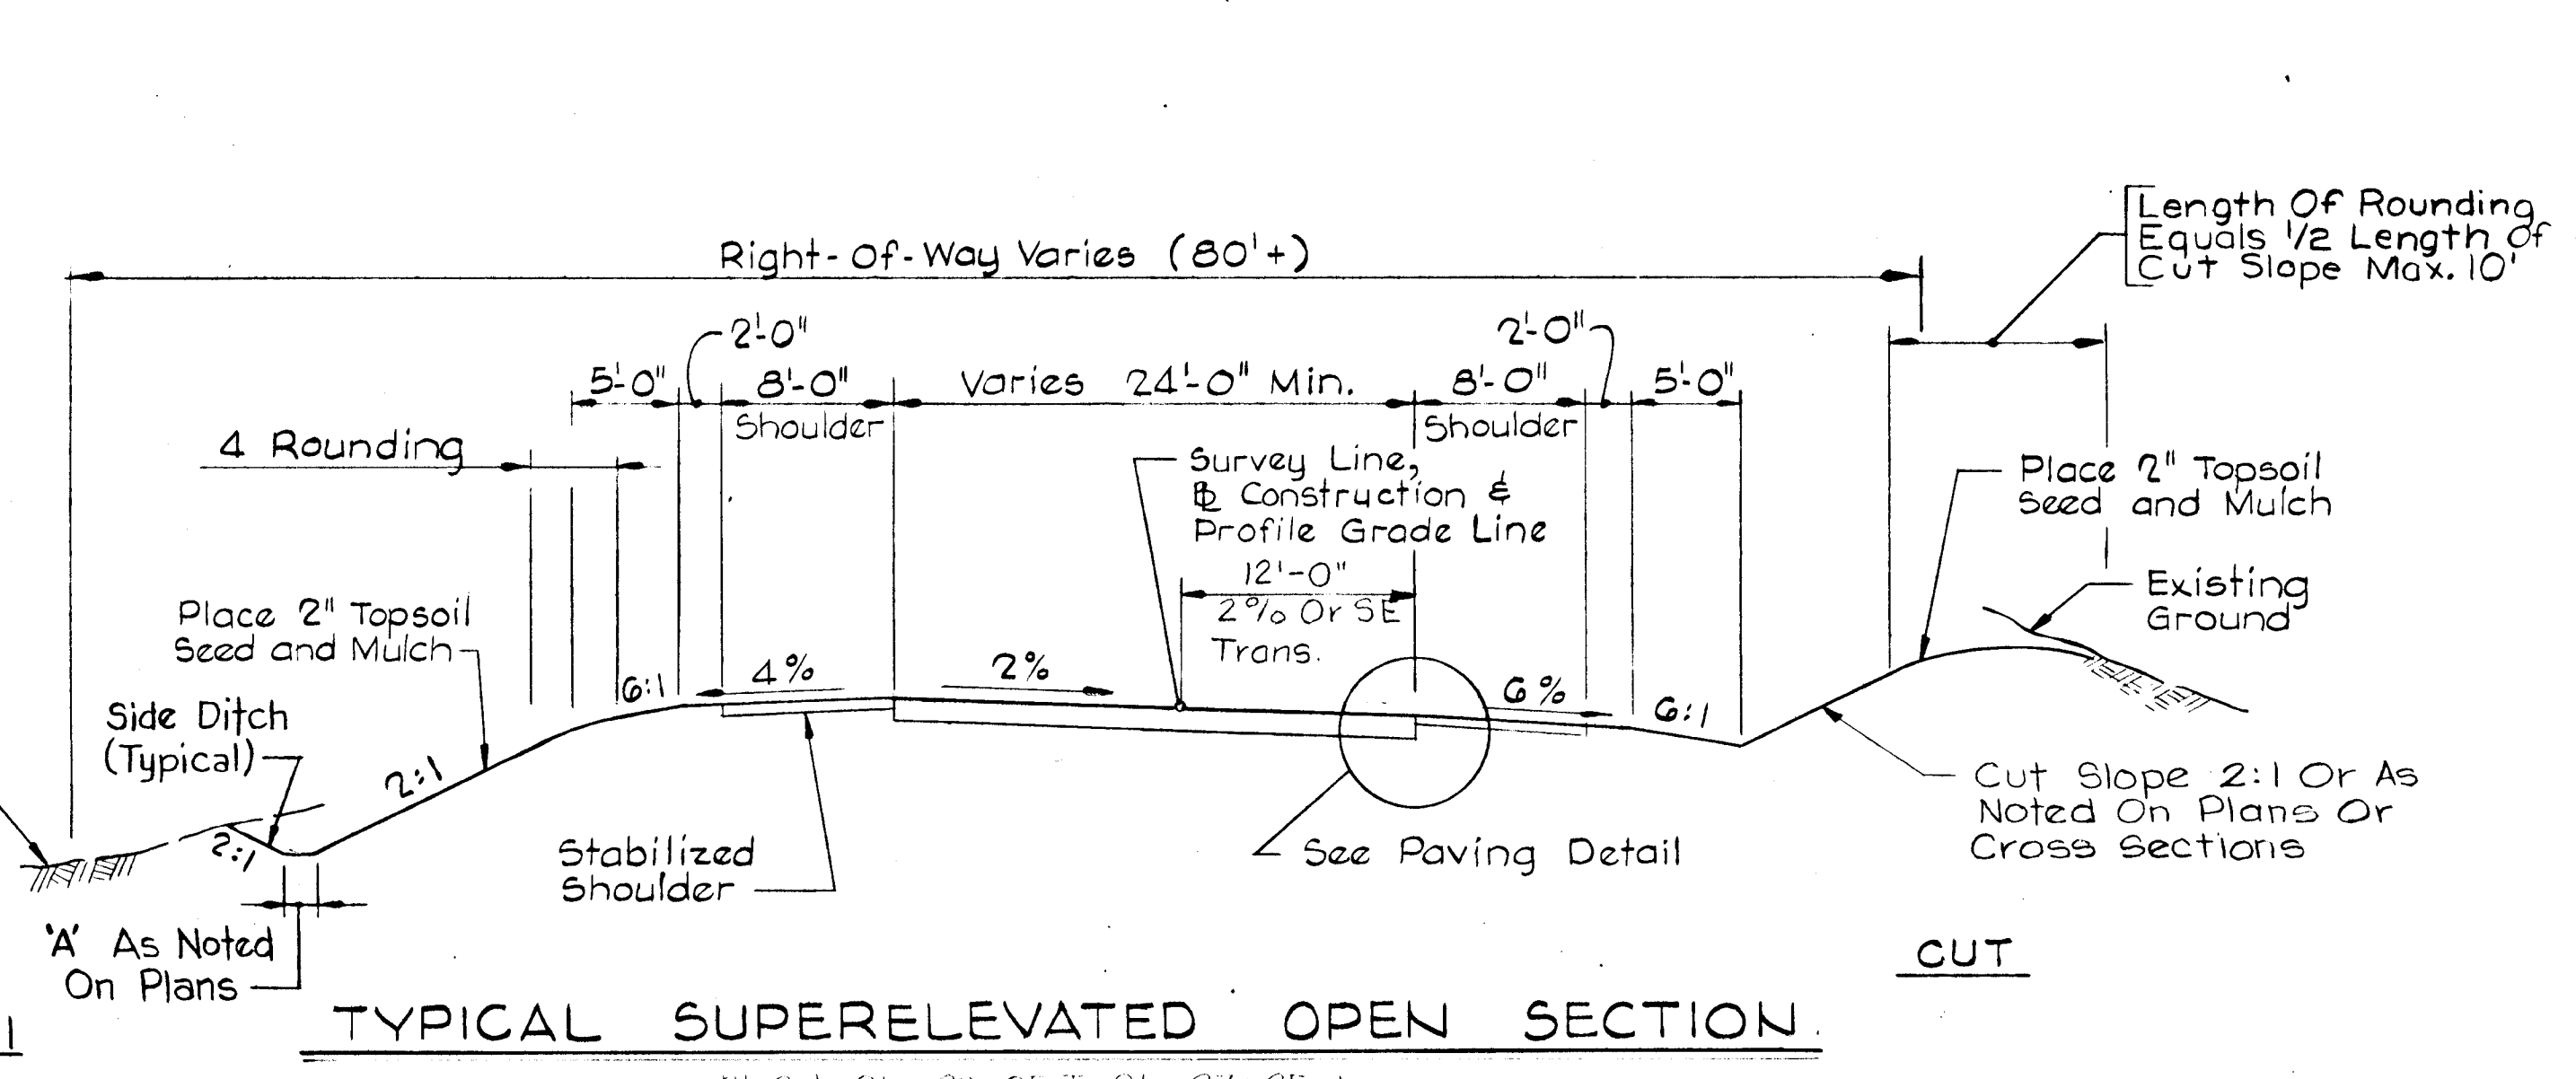 Length Of Rounding
Equals 1/2 Length Of
Cut Slope Max. 10'
Right-Of-Way Varies (80'+)
2'-0"
2'-0"
5'-0"
8'-0"
Varies 24'-0" Min.
8'-0"
5'-0"
Shoulder
Shoulder
4 Rounding
Survey Line,
℄ Construction &
Profile Grade Line
Place 2" Topsoil
Seed and Mulch
12'-0"
2% Or SE
Trans.
Existing
Ground
Place 2" Topsoil
Seed and Mulch
6:1
4%
2%
6%
6:1
Side Ditch
(Typical)
2:1
2:1
Cut Slope 2:1 Or As
Noted On Plans Or
Cross Sections
Stabilized
Shoulder
See Paving Detail
'A' As Noted
On Plans
CUT
TYPICAL SUPERELEVATED OPEN SECTION